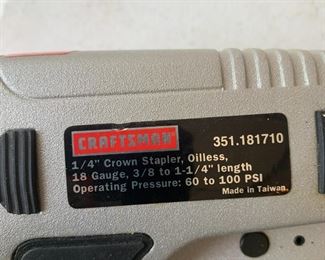 CRAFTSMAN® 351.181710
1/4" Crown Stapler, Oilless,
18 Gauge, 3/8 to 1-1/4" length
Operating Pressure: 60 to 100 PSI
Made in Taiwan